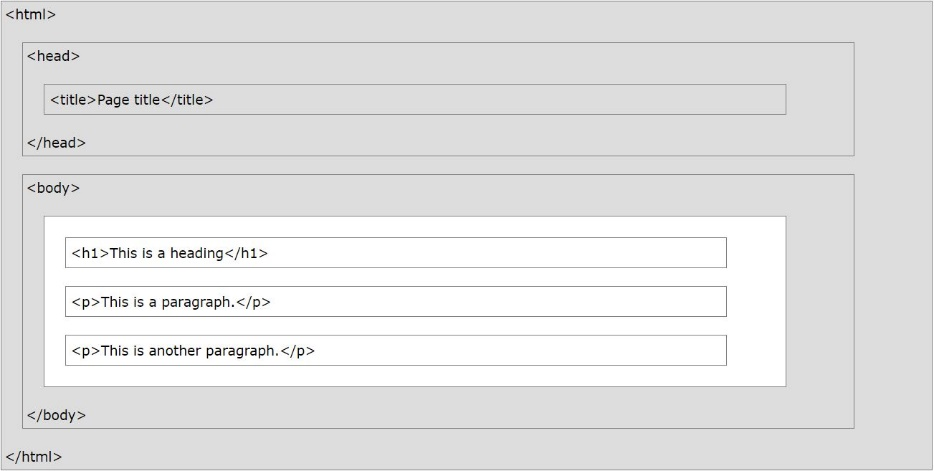 <html>
<head>
<title>Page title</title>
</head>
<body>
<h1>This is a heading</h1>
<p>This is a paragraph.</p>
<p>This is another paragraph.</p>
</body>
</html>